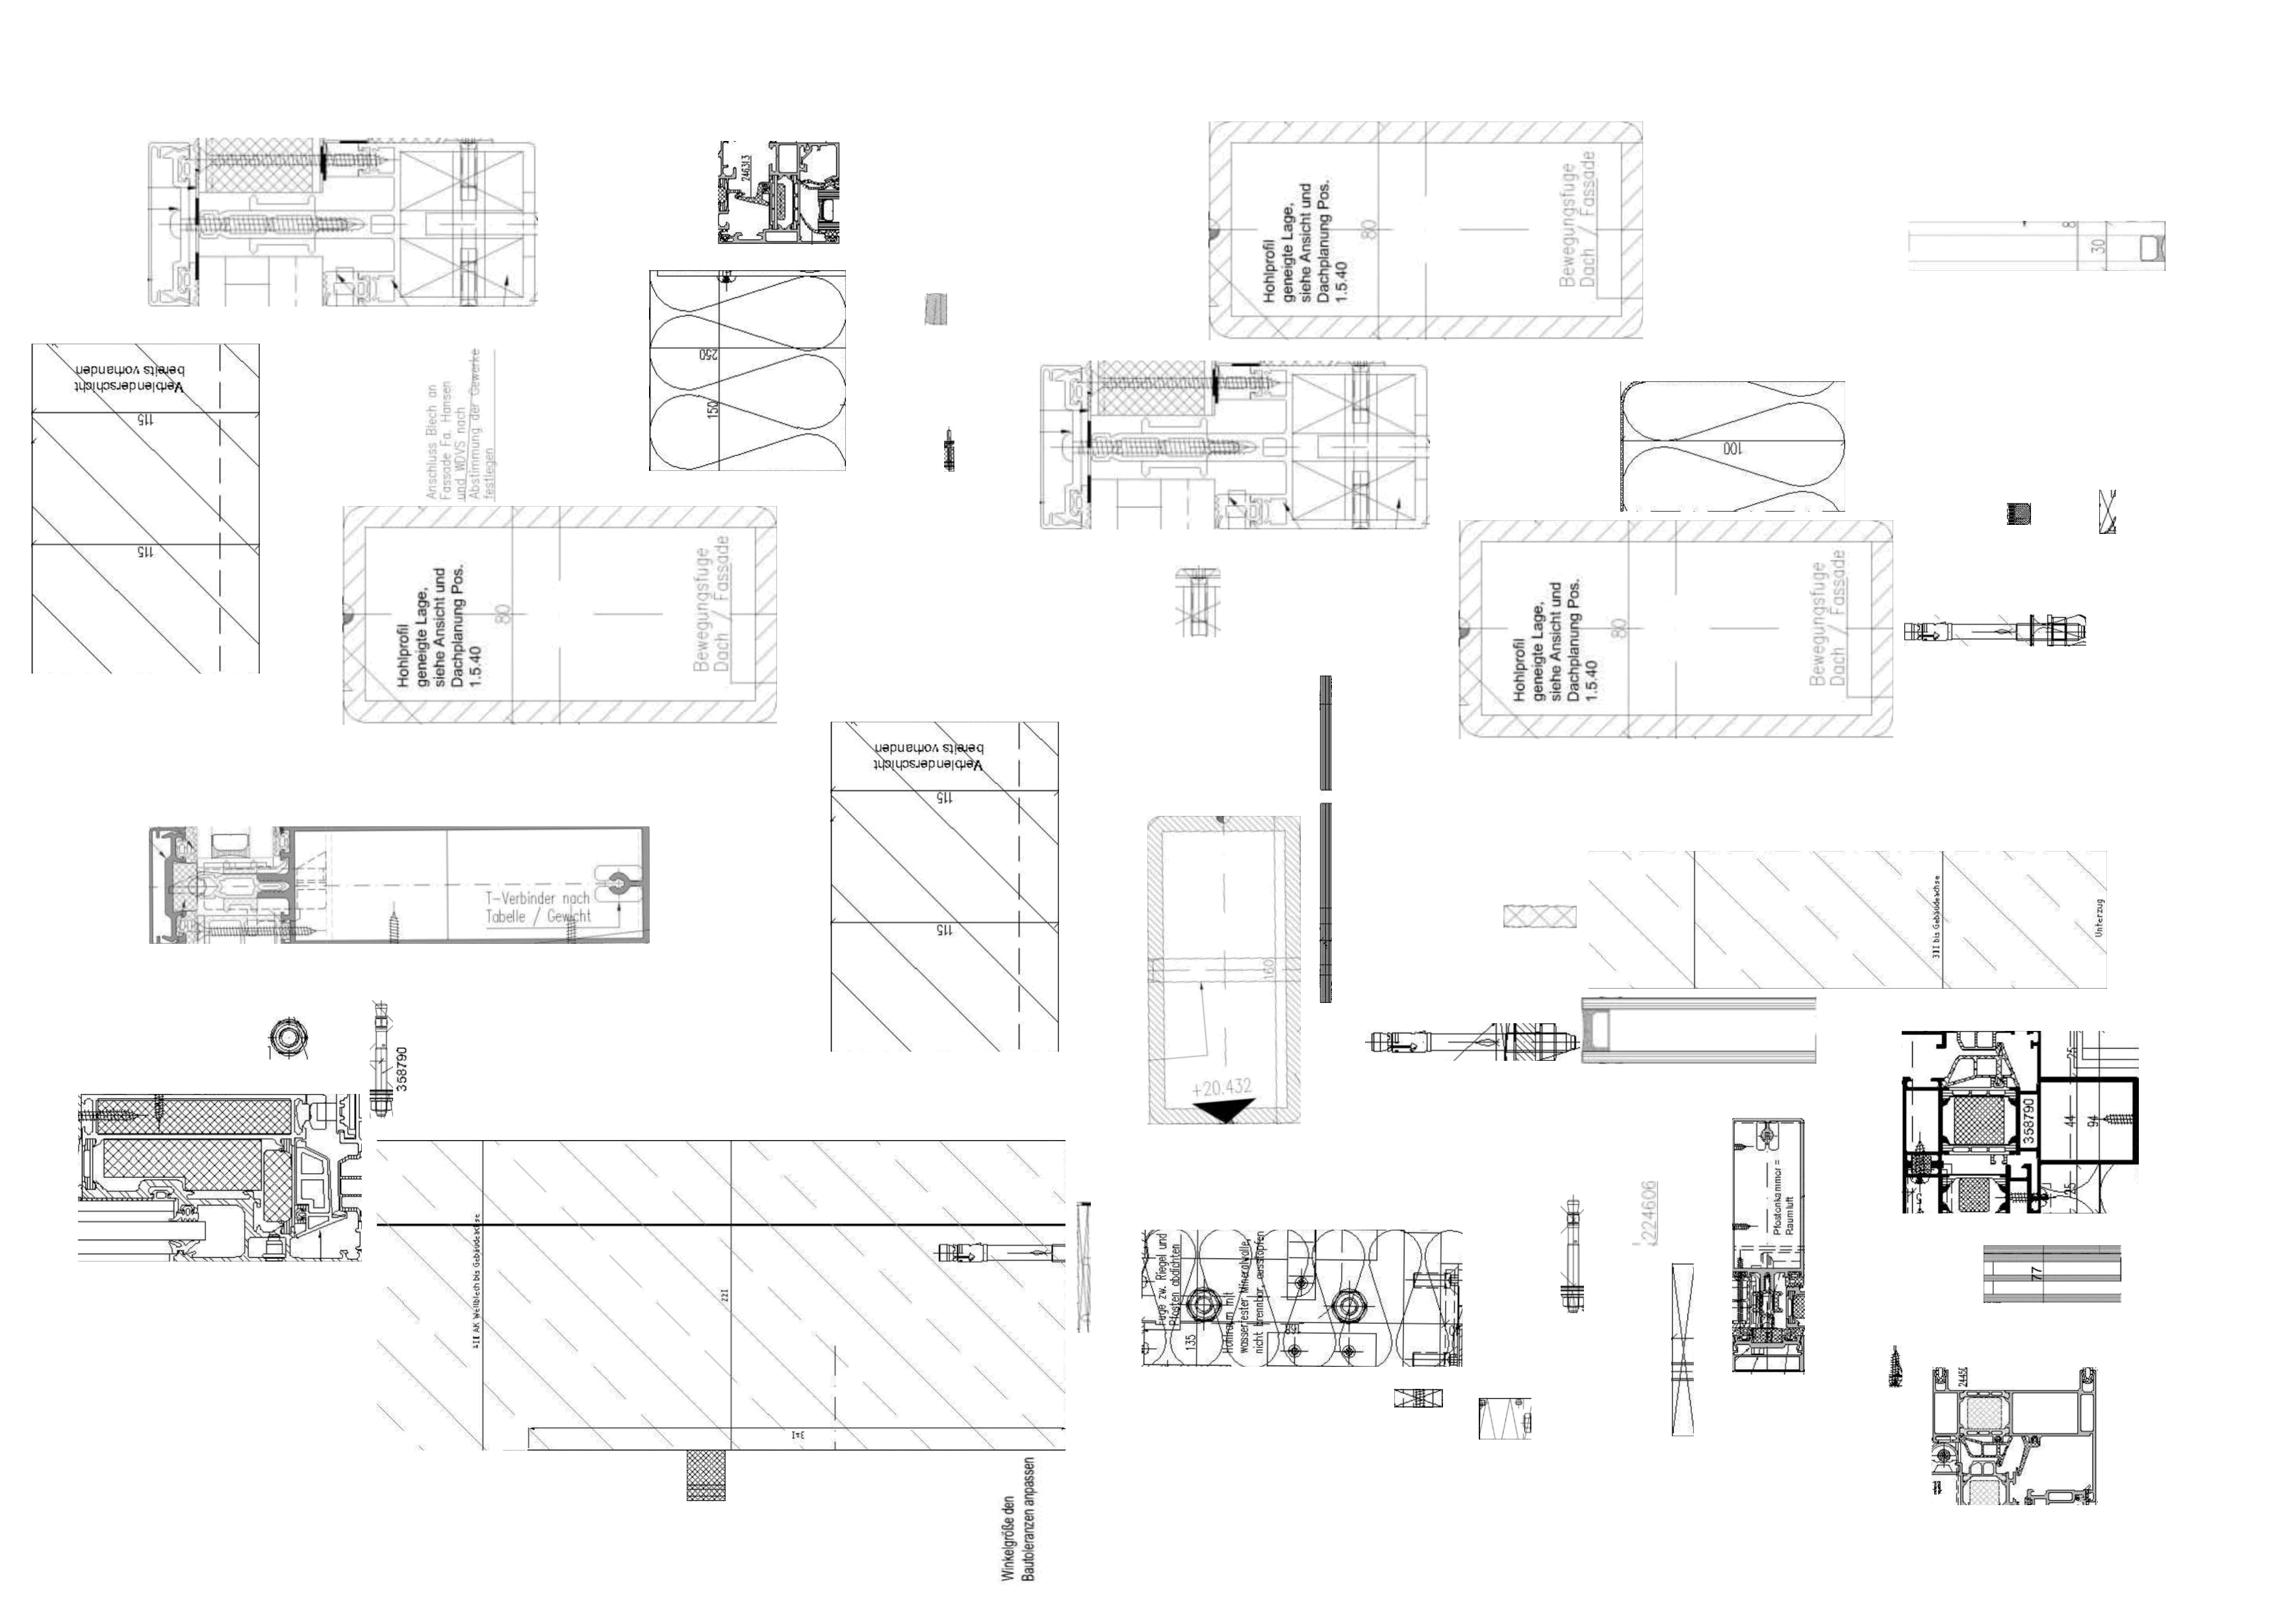 246313
Hohlprofil
geneigte Lage,
siehe Ansicht und
Dachplanung Pos.
1.5.40
80
Bewegungsfuge
Dach / Fassade
8
30
Verblenderschicht
bereits vorhanden
115
115
Anschluss Blech an
Fassade Fa. Hansen
und WDVS nach
Abstimmung der Gewerke
festlegen
250
150
100
Hohlprofil
geneigte Lage,
siehe Ansicht und
Dachplanung Pos.
1.5.40
80
Bewegungsfuge
Dach / Fassade
Hohlprofil
geneigte Lage,
siehe Ansicht und
Dachplanung Pos.
1.5.40
80
Bewegungsfuge
Dach / Fassade
Verblenderschicht
bereits vorhanden
115
115
T-Verbinder nach
Tabelle / Gewicht
160
+20.432
bis Gebäudeachse
Unterzug
358790
358790
44
94
25
25
AK Wellblech bis Gebäudeachse
Fuge zw. Riegel und
Pfosten abdichten
135
Hohlraum mit
wasserfester Mineralwolle,
nicht brennbar, ausstopfen
224606
Pfostenkammer =
Raumluft
77
Winkelgröße den
Bautoleranzen anpassen